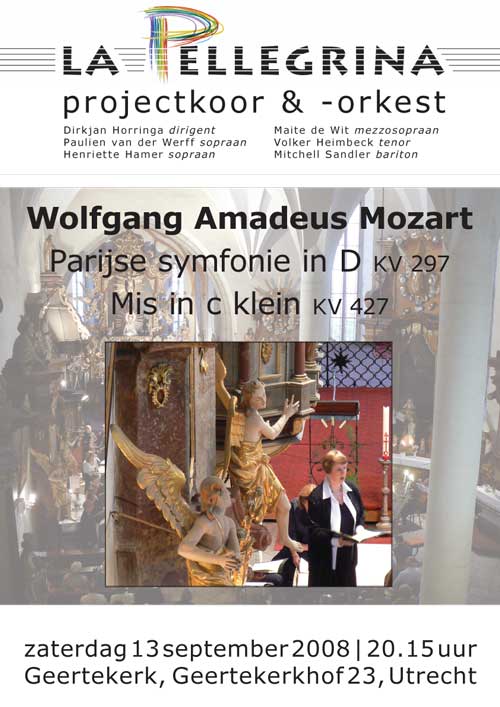 LA PELLEGRINA
projectkoor & -orkest
Dirkjan Horringa dirigent
Paulien van der Werff sopraan
Henriette Hamer sopraan
Maite de Wit mezzosopraan
Volker Heimbeck tenor
Mitchell Sandler bariton
Wolfgang Amadeus Mozart
Parijse symfonie in D KV 297
Mis in c klein KV 427
zaterdag 13 september 2008 | 20.15 uur
Geertekerk, Geertekerkhof 23, Utrecht